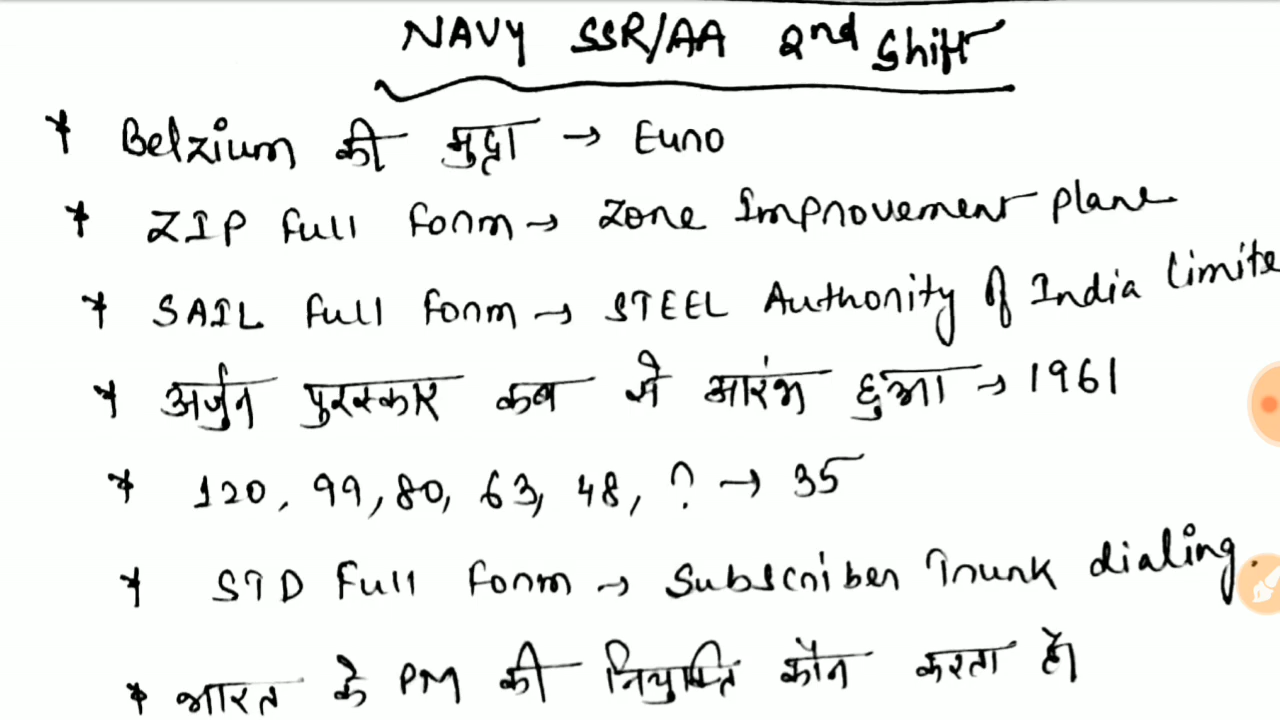 NAVY SSR/AA 2nd Shift
* Belzium की मुद्रा → Euro
* ZIP full form → Zone Improvement plane
* SAIL full form → STEEL Authority of India Limite
* अर्जुन पुरस्कार कब से आरंभ हुआ → 1961
* 120, 99, 80, 63, 48, ? → 35
* STD Full form → Subscriber Trunk dialing.
* भारत के PM की नियुक्ति कौन करता है।